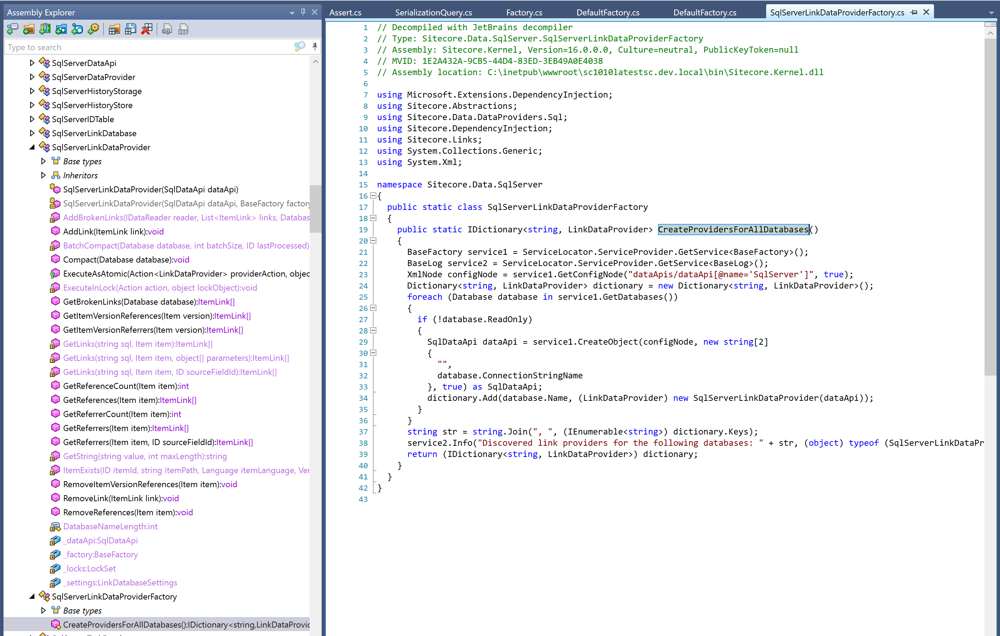 Assembly Explorer
Type to search
SqlServerDataApi
SqlServerDataProvider
SqlServerHistoryStorage
SqlServerHistoryStore
SqlServerIDTable
SqlServerLinkDatabase
SqlServerLinkDataProvider
Base types
Inheritors
SqlServerLinkDataProvider(SqlDataApi dataApi)
SqlServerLinkDataProvider(SqlDataApi dataApi, BaseFactory factory
AddBrokenLinks(IDataReader reader, List<ItemLink> links, Databas
AddLink(ItemLink link):void
BatchCompact(Database database, int batchSize, ID lastProcessed)
Compact(Database database):void
ExecuteAsAtomic(Action<LinkDataProvider> providerAction, objec
ExecuteInLock(Action action, object lockObject):void
GetBrokenLinks(Database database):ItemLink[]
GetItemVersionReferences(Item version):ItemLink[]
GetItemVersionReferrers(Item version):ItemLink[]
GetLinks(string sql, Item item):ItemLink[]
GetLinks(string sql, Item item, object[] parameters):ItemLink[]
GetLinks(string sql, Item item, ID sourceFieldId):ItemLink[]
GetReferenceCount(Item item):int
GetReferences(Item item):ItemLink[]
GetReferrerCount(Item item):int
GetReferrers(Item item):ItemLink[]
GetReferrers(Item item, ID sourceFieldId):ItemLink[]
GetString(string value, int maxLength):string
ItemExists(ID itemId, string itemPath, Language itemLanguage, Ver
RemoveItemVersionReferences(Item item):void
RemoveLink(ItemLink link):void
RemoveReferences(Item item):void
DatabaseNameLength:int
_dataApi:SqlDataApi
_factory:BaseFactory
_locks:LockSet
_settings:LinkDatabaseSettings
SqlServerLinkDataProviderFactory
Base types
CreateProvidersForAllDatabases():IDictionary<string,LinkDataProvid
Assert.cs SerializationQuery.cs Factory.cs DefaultFactory.cs DefaultFactory.cs SqlServerLinkDataProviderFactory.cs
1 // Decompiled with JetBrains decompiler
2 // Type: Sitecore.Data.SqlServer.SqlServerLinkDataProviderFactory
3 // Assembly: Sitecore.Kernel, Version=16.0.0.0, Culture=neutral, PublicKeyToken=null
4 // MVID: 1E2A432A-9CB5-44D4-83ED-3EB49A0E4038
5 // Assembly location: C:\inetpub\wwwroot\sc1010latestsc.dev.local\bin\Sitecore.Kernel.dll
6
7 using Microsoft.Extensions.DependencyInjection;
8 using Sitecore.Abstractions;
9 using Sitecore.Data.DataProviders.Sql;
10 using Sitecore.DependencyInjection;
11 using Sitecore.Links;
12 using System.Collections.Generic;
13 using System.Xml;
14
15 namespace Sitecore.Data.SqlServer
16 {
17 public static class SqlServerLinkDataProviderFactory
18 {
19 public static IDictionary<string, LinkDataProvider> CreateProvidersForAllDatabases()
20 {
21 BaseFactory service1 = ServiceLocator.ServiceProvider.GetService<BaseFactory>();
22 BaseLog service2 = ServiceLocator.ServiceProvider.GetService<BaseLog>();
23 XmlNode configNode = service1.GetConfigNode("dataApis/dataApi[@name='SqlServer']", true);
24 Dictionary<string, LinkDataProvider> dictionary = new Dictionary<string, LinkDataProvider>();
25 foreach (Database database in service1.GetDatabases())
26 {
27 if (!database.ReadOnly)
28 {
29 SqlDataApi dataApi = service1.CreateObject(configNode, new string[2]
30 {
31 "",
32 database.ConnectionStringName
33 }, true) as SqlDataApi;
34 dictionary.Add(database.Name, (LinkDataProvider) new SqlServerLinkDataProvider(dataApi));
35 }
36 }
37 string str = string.Join(", ", (IEnumerable<string>) dictionary.Keys);
38 service2.Info("Discovered link providers for the following databases: " + str, (object) typeof (SqlServerLinkDataPr
39 return (IDictionary<string, LinkDataProvider>) dictionary;
40 }
41 }
42 }
43